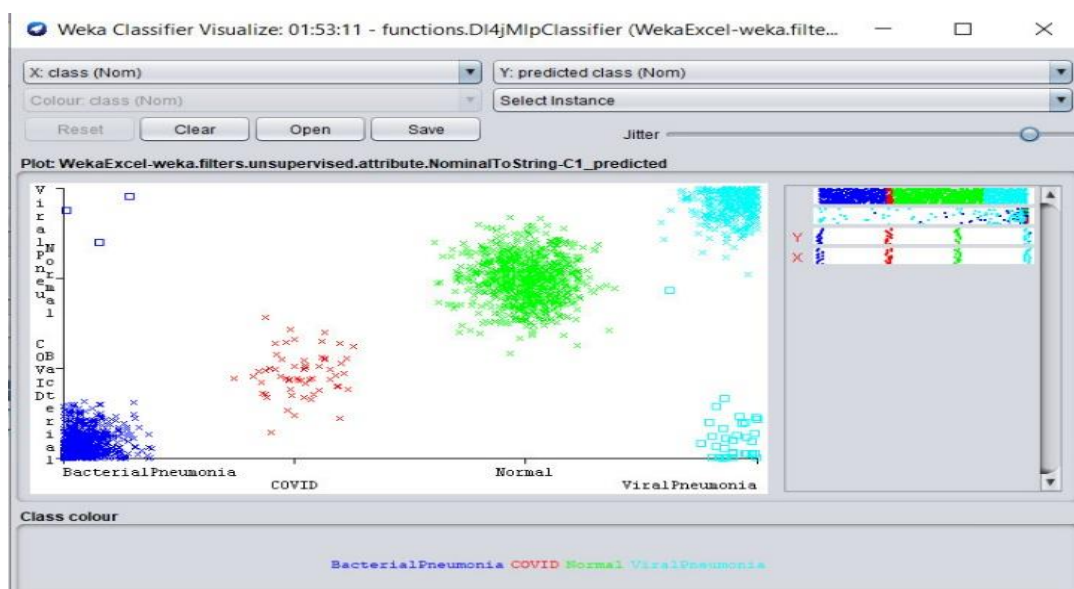 Weka Classifier Visualize: 01:53:11 - functions.Dl4jMlpClassifier (WekaExcel-weka.filte...
X: class (Nom)
Y: predicted class (Nom)
Colour: class (Nom)
Select Instance
Reset
Clear
Open
Save
Jitter
Plot: WekaExcel-weka.filters.unsupervised.attribute.NominalToString-C1_predicted
ViralPneu
Normal
COVID
Bacterial
Y
X
BacterialPneumonia
COVID
Normal
ViralPneumonia
Class colour
BacterialPneumonia COVID Normal ViralPneumonia